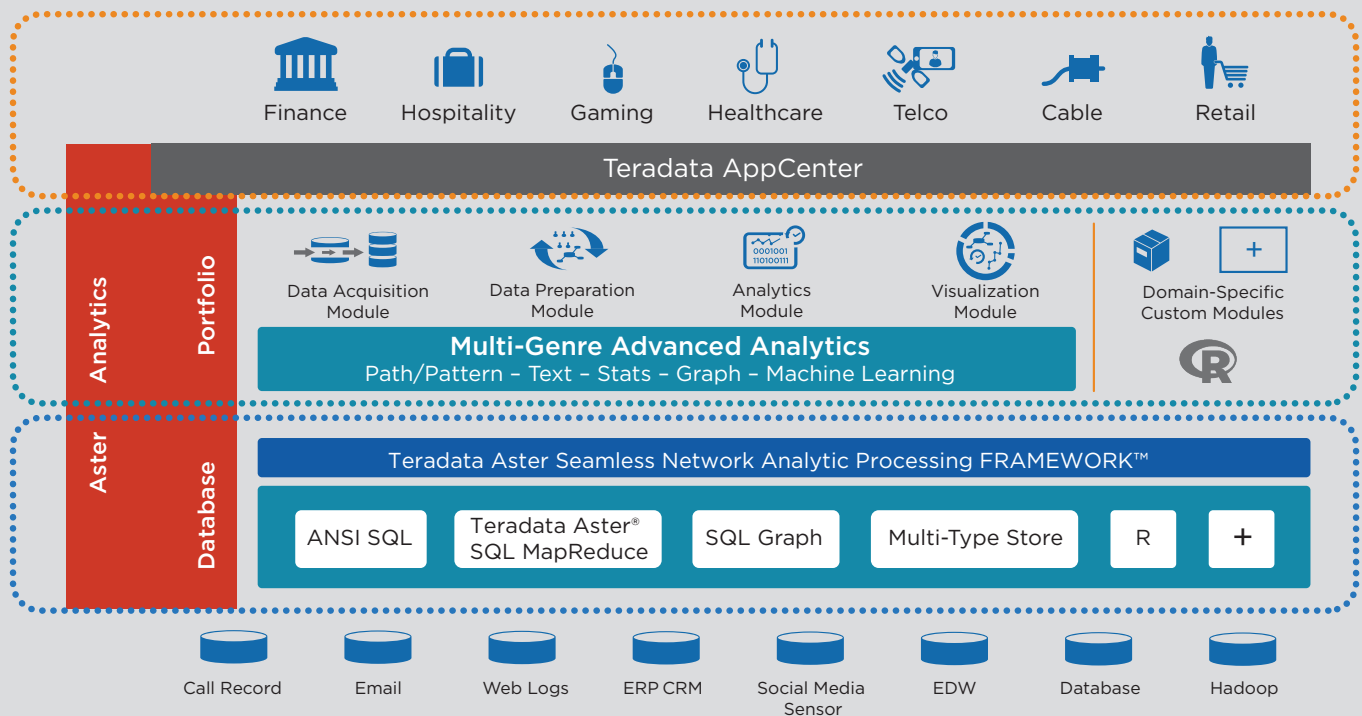 Finance
Hospitality
Gaming
Healthcare
Telco
Cable
Retail
Teradata AppCenter
Aster Analytics
Portfolio
Database
0001001
110100111
Data Acquisition
Module
Data Preparation
Module
Analytics
Module
Visualization
Module
Domain-Specific
Custom Modules
+
R
Multi-Genre Advanced Analytics
Path/Pattern – Text – Stats – Graph – Machine Learning
Teradata Aster Seamless Network Analytic Processing FRAMEWORK™
ANSI SQL
Teradata Aster®
SQL MapReduce
SQL Graph
Multi-Type Store
R
+
Call Record
Email
Web Logs
ERP CRM
Social Media
Sensor
EDW
Database
Hadoop